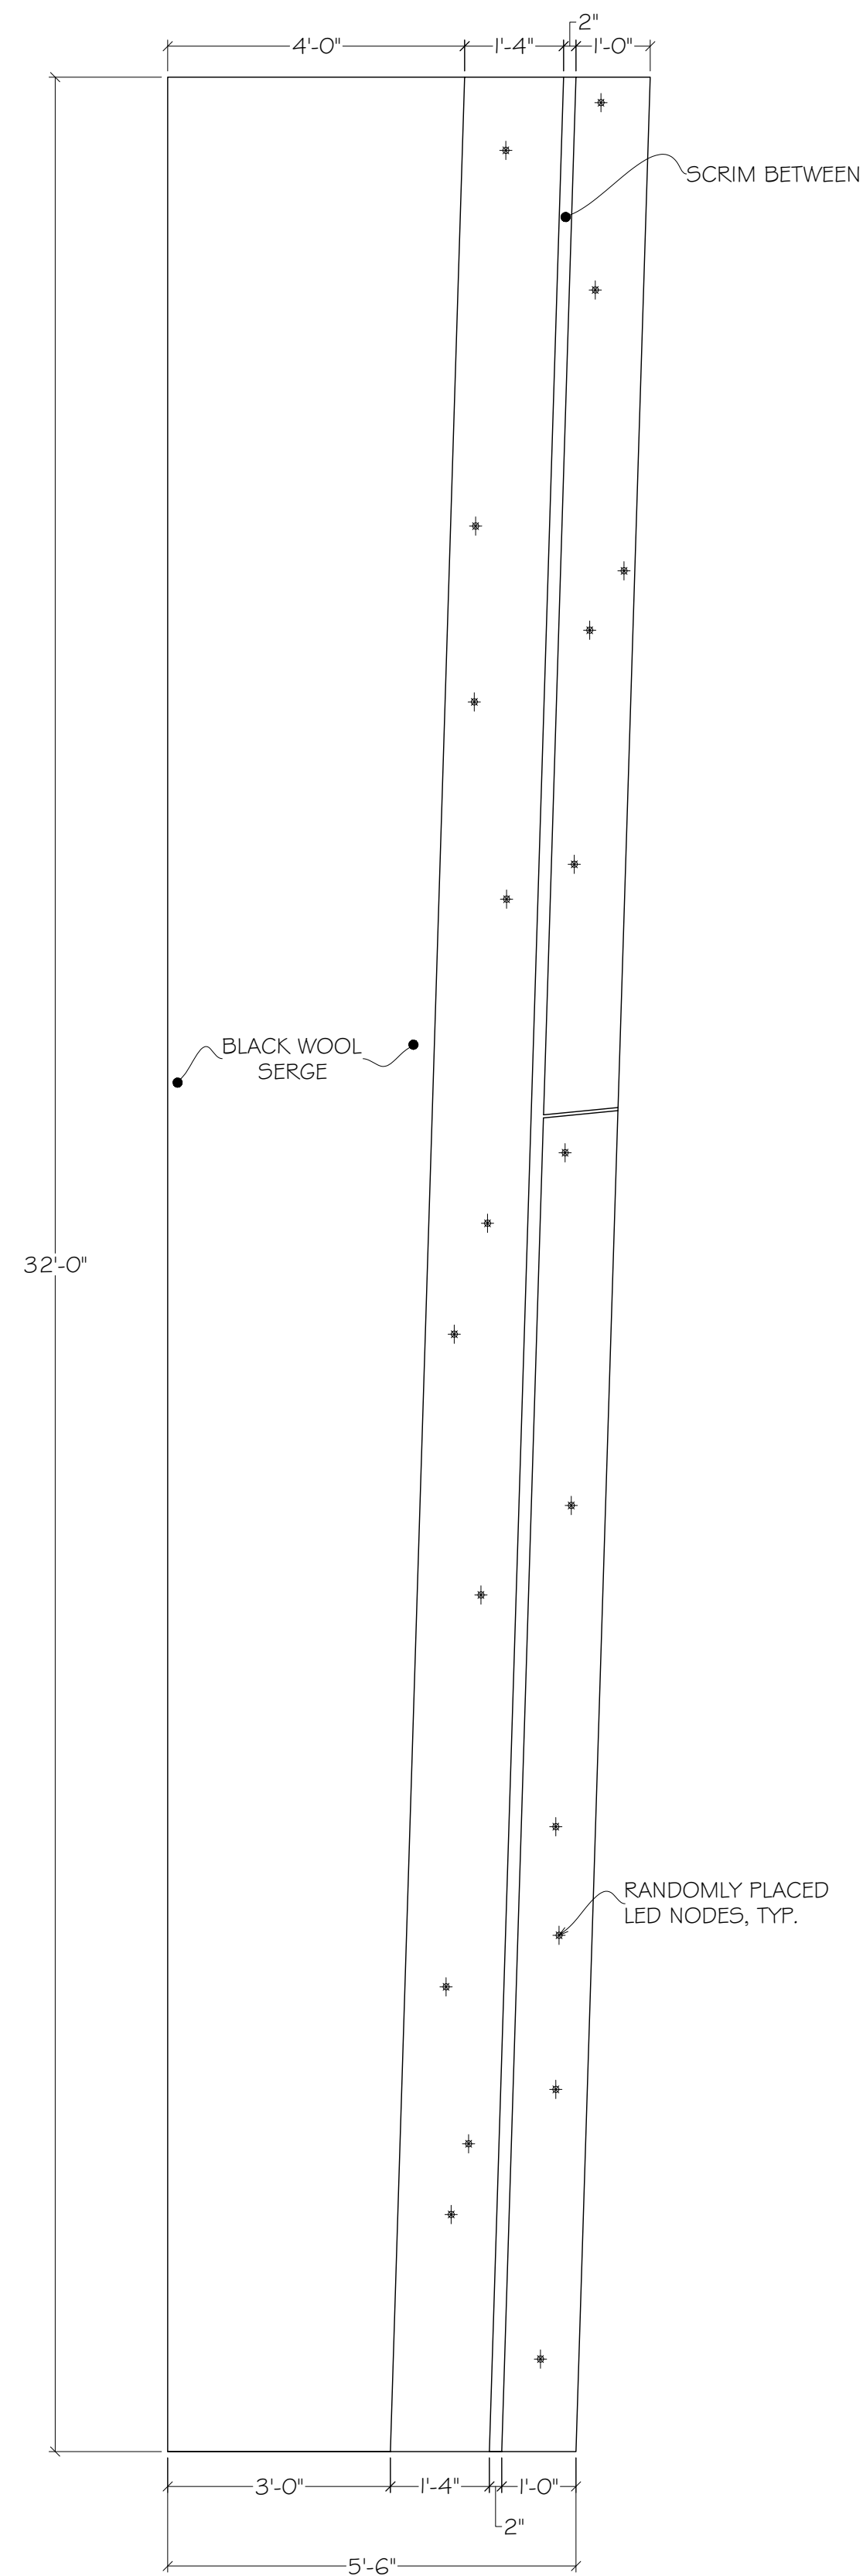 2"
4'-0" 1'-4" 1'-0"
SCRIM BETWEEN
BLACK WOOL
SERGE
32'-0"
RANDOMLY PLACED
LED NODES, TYP.
3'-0" 1'-4" 1'-0"
2"
5'-6"